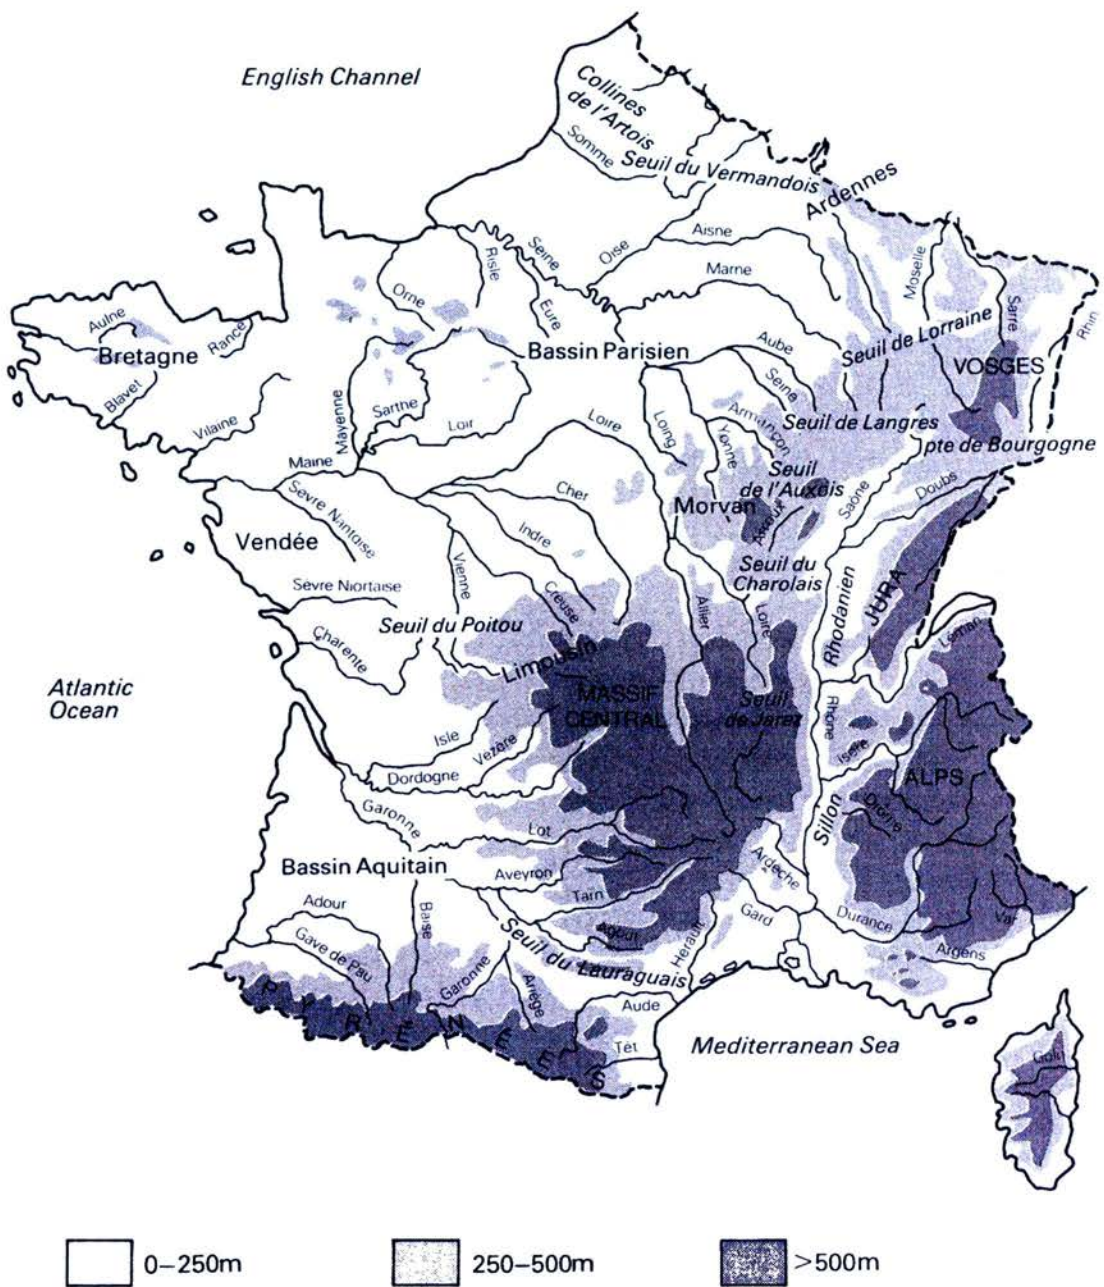 English Channel
Collines
de l'Artois
Somme
Seuil du Vermandois
Ardennes
Risle
Seine
Oise
Aisne
Marne
Moselle
Orne
Eure
Sarre
Rhin
Aulne
Rance
Bretagne
Bassin Parisien
Aube
Seuil de Lorraine
VOSGES
Blavet
Vilaine
Mayenne
Sarthe
Loir
Loire
Loing
Yonne
Armançon
Seine
Seuil de Langres
pte de Bourgogne
Maine
Sèvre Nantaise
Cher
Seuil
de l'Auxois
Saône
Doubs
Vendée
Indre
Morvan
Arroux
Sèvre Niortaise
Vienne
Creuse
Seuil du
Charolais
Seuil du Poitou
Allier
Loire
Rhodanien
JURA
Charente
Limousin
Léman
Atlantic
Ocean
MASSIF
CENTRAL
Seuil
de Jarez
Rhône
Isle
Vezère
Isère
Dordogne
ALPS
Garonne
Drôme
Sillon
Lot
Bassin Aquitain
Aveyron
Ardèche
Adour
Baïse
Tarn
Gard
Durance
Var
Gave de Pau
Agout
Hérault
Argens
Garonne
Ariège
Seuil du Lauraguais
Aude
PYRÉNÉES
Têt
Mediterranean Sea
Golo
0–250m
250–500m
>500m